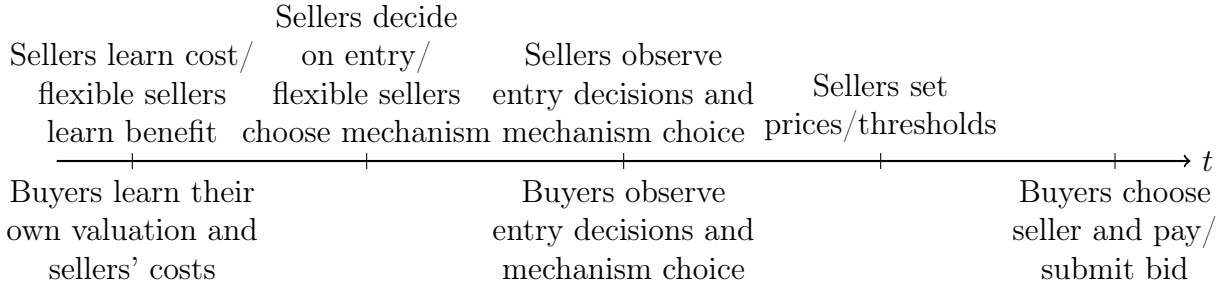 Sellers learn cost/
flexible sellers
learn benefit
Sellers decide
on entry/
flexible sellers
choose mechanism
Sellers observe
entry decisions and
mechanism choice
Sellers set
prices/thresholds
t
Buyers learn their
own valuation and
sellers' costs
Buyers observe
entry decisions and
mechanism choice
Buyers choose
seller and pay/
submit bid